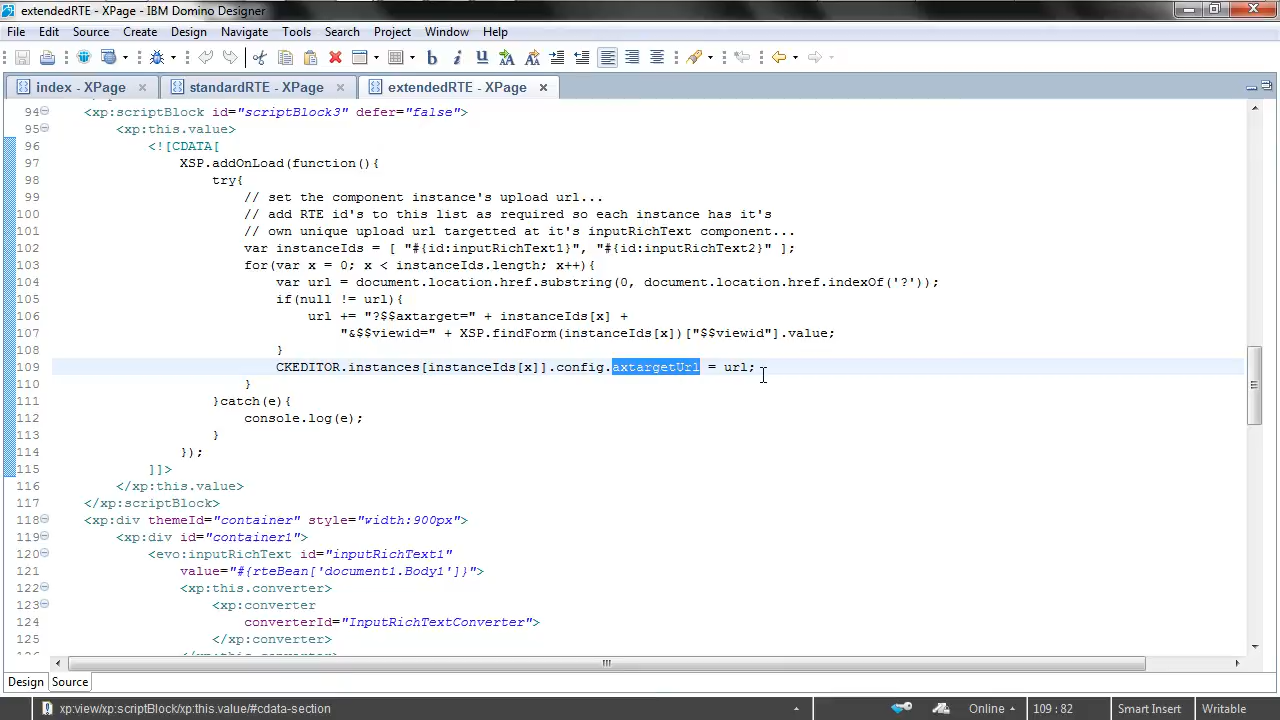 extendedRTE - XPage - IBM Domino Designer
File Edit Source Create Design Navigate Tools Search Project Window Help
index - XPage standardRTE - XPage extendedRTE - XPage
94 <xp:scriptBlock id="scriptBlock3" defer="false">
95 <xp:this.value>
96 <![CDATA[
97 XSP.addOnLoad(function(){
98 try{
99 // set the component instance's upload url...
100 // add RTE id's to this list as required so each instance has it's
101 // own unique upload url targetted at it's inputRichText component...
102 var instanceIds = [ "#{id:inputRichText1}", "#{id:inputRichText2}" ];
103 for(var x = 0; x < instanceIds.length; x++){
104 var url = document.location.href.substring(0, document.location.href.indexOf('?'));
105 if(null != url){
106 url += "?$$axtarget=" + instanceIds[x] +
107 "&$$viewid=" + XSP.findForm(instanceIds[x])["$$viewid"].value;
108 }
109 CKEDITOR.instances[instanceIds[x]].config.axtargetUrl = url;
110 }
111 }catch(e){
112 console.log(e);
113 }
114 });
115 ]]>
116 </xp:this.value>
117 </xp:scriptBlock>
118 <xp:div themeId="container" style="width:900px">
119 <xp:div id="container1">
120 <evo:inputRichText id="inputRichText1"
121 value="#{rteBean['document1.Body1']}">
122 <xp:this.converter>
123 <xp:converter
124 converterId="InputRichTextConverter">
125 </xp:converter>
126 </xp:this.converter>
Design Source
xp:view/xp:scriptBlock/xp:this.value/#cdata-section Online 109 : 82 Smart Insert Writable